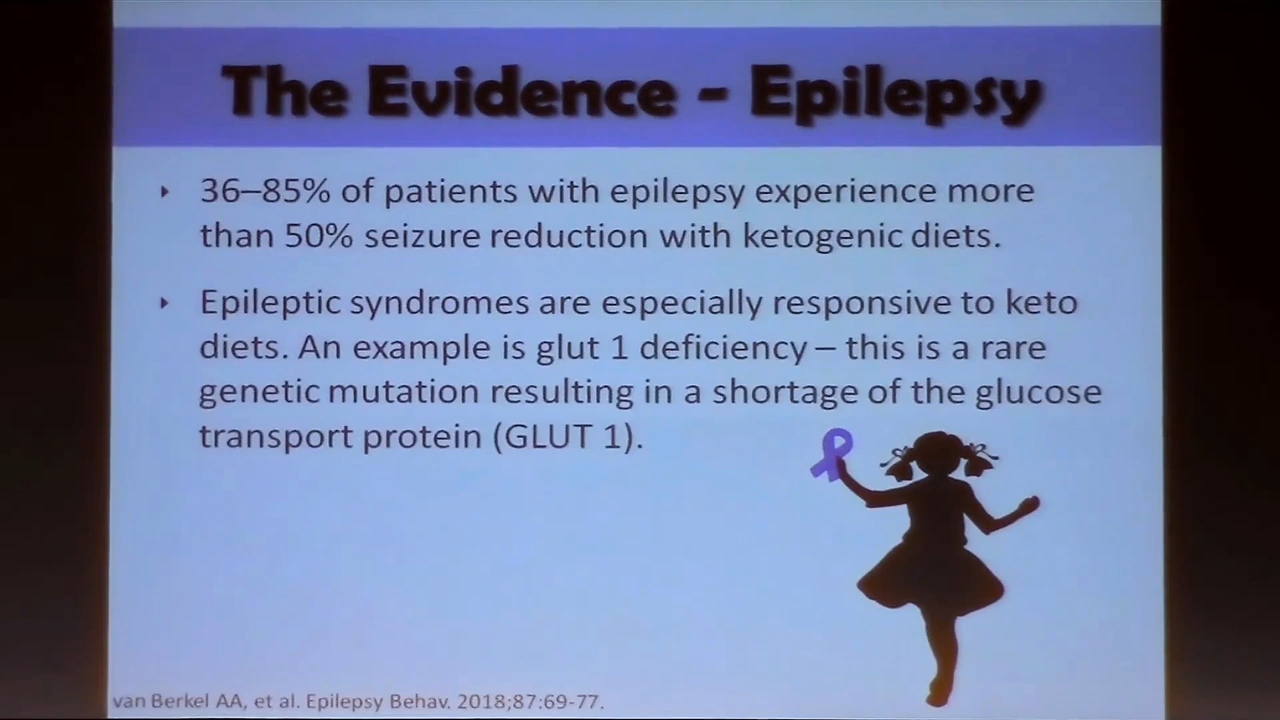 The Evidence - Epilepsy
36–85% of patients with epilepsy experience more
than 50% seizure reduction with ketogenic diets.
Epileptic syndromes are especially responsive to keto
diets. An example is glut 1 deficiency – this is a rare
genetic mutation resulting in a shortage of the glucose
transport protein (GLUT 1).
van Berkel AA, et al. Epilepsy Behav. 2018;87:69-77.